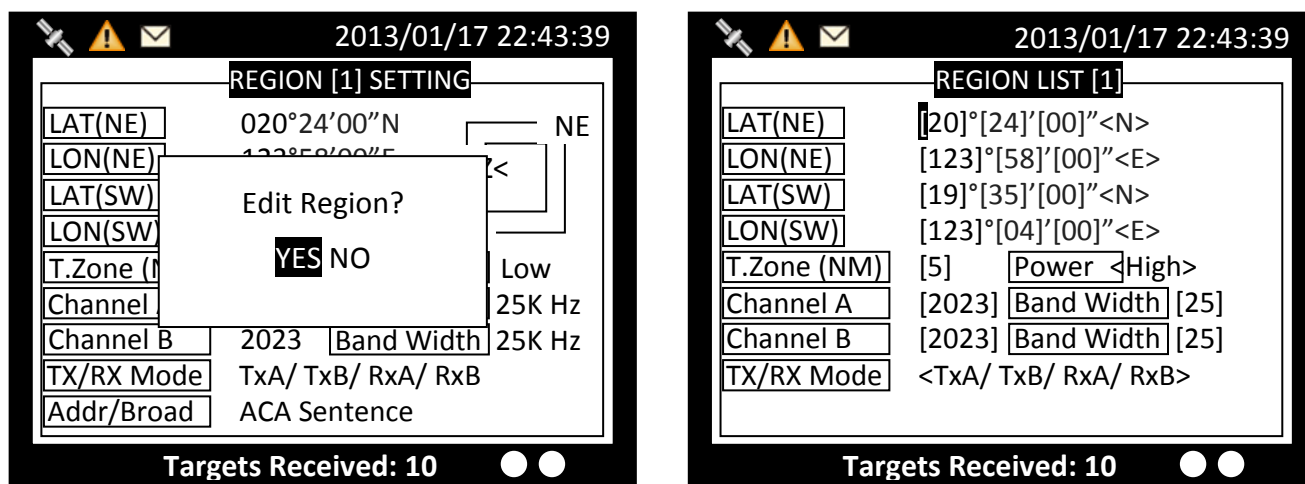 2013/01/17 22:43:39
REGION [1] SETTING
LAT(NE) 020°24’00”N NE
LON(NE)
LAT(SW)
LON(SW)
Edit Region?
YES NO
T.Zone Low
Channel 25K Hz
Channel B 2023 Band Width 25K Hz
TX/RX Mode TxA/ TxB/ RxA/ RxB
Addr/Broad ACA Sentence
Targets Received: 10
2013/01/17 22:43:39
REGION LIST [1]
LAT(NE) [20]°[24]’[00]”<N>
LON(NE) [123]°[58]’[00]”<E>
LAT(SW) [19]°[35]’[00]”<N>
LON(SW) [123]°[04]’[00]”<E>
T.Zone (NM) [5] Power <High>
Channel A [2023] Band Width [25]
Channel B [2023] Band Width [25]
TX/RX Mode <TxA/ TxB/ RxA/ RxB>
Targets Received: 10